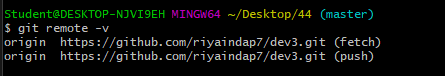 Student@DESKTOP-NJVI9EH MINGW64 ~/Desktop/44 (master)
$ git remote -v
origin  https://github.com/riyaindap7/dev3.git (fetch)
origin  https://github.com/riyaindap7/dev3.git (push)